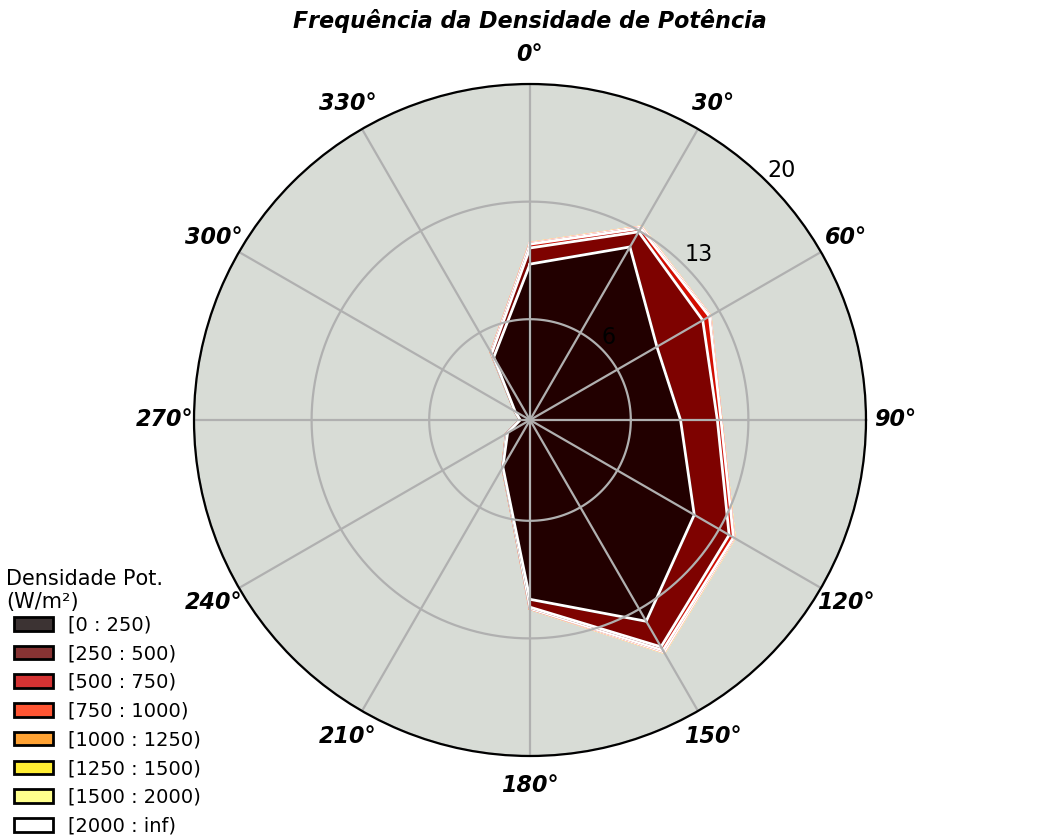 Frequência da Densidade de Potência
0°
330°
30°
20
300°
60°
13
6
270°
90°
240°
120°
210°
150°
180°
Densidade Pot.
(W/m²)
[0 : 250)
[250 : 500)
[500 : 750)
[750 : 1000)
[1000 : 1250)
[1250 : 1500)
[1500 : 2000)
[2000 : inf)